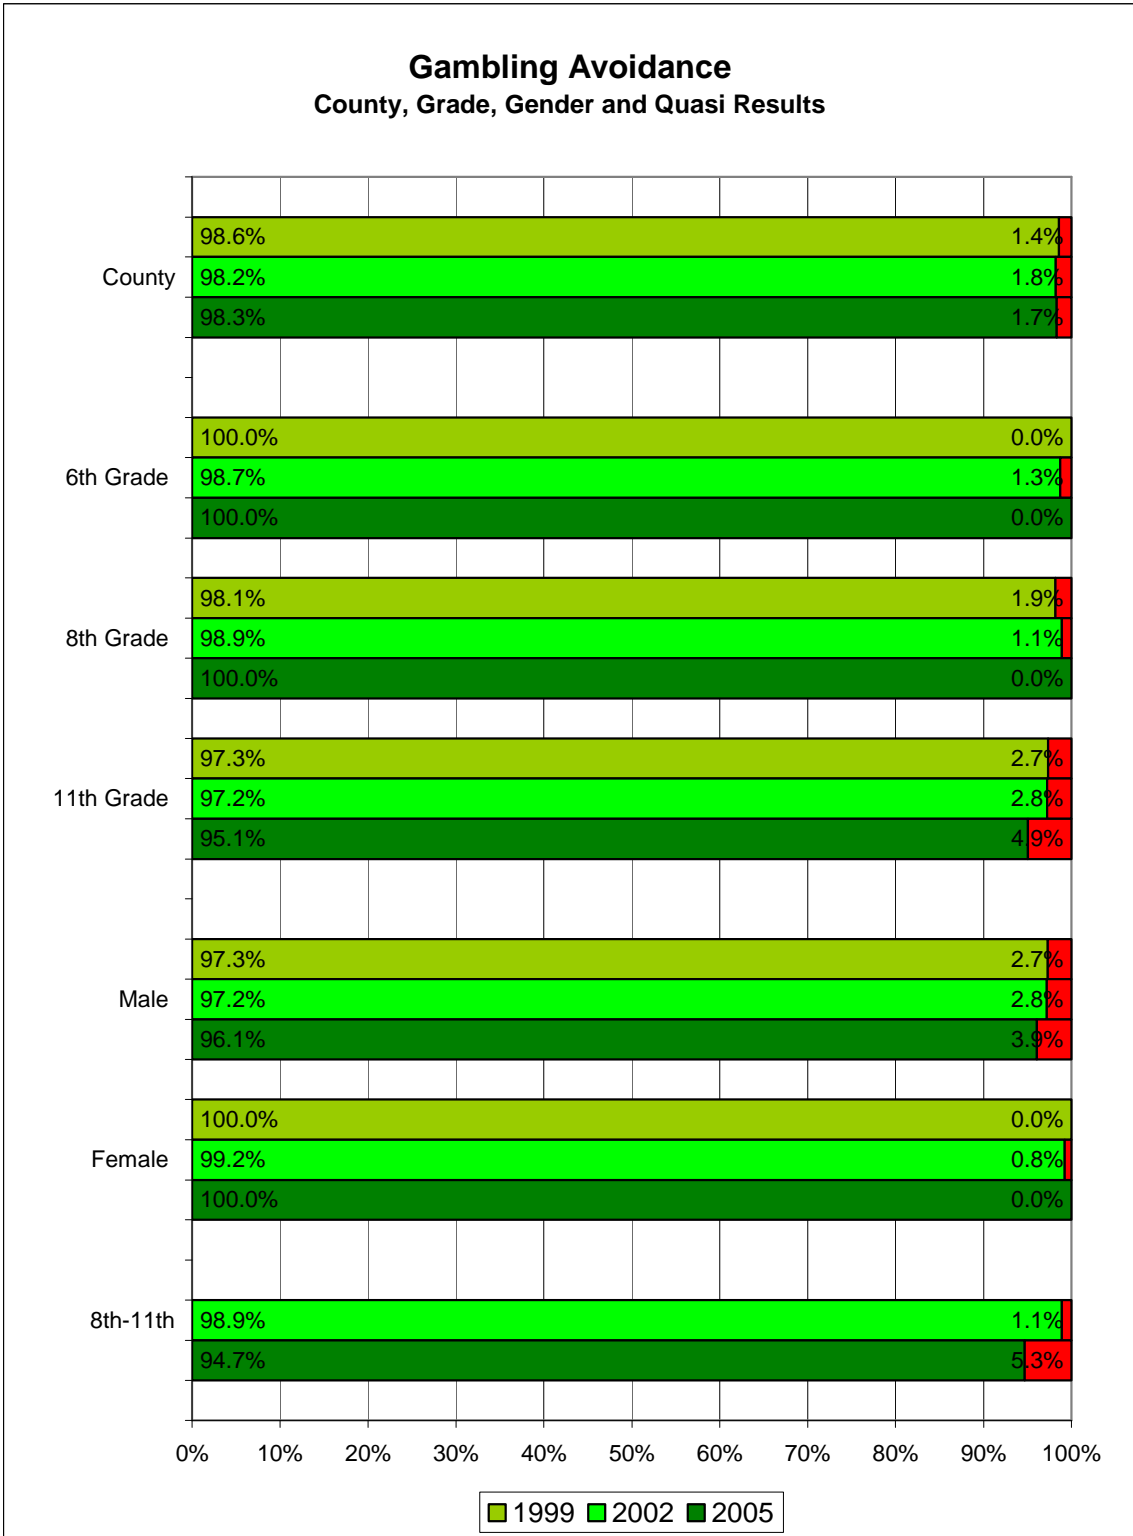 Gambling Avoidance
County, Grade, Gender and Quasi Results
98.6% 1.4%
County 98.2% 1.8%
98.3% 1.7%
100.0% 0.0%
6th Grade 98.7% 1.3%
100.0% 0.0%
98.1% 1.9%
8th Grade 98.9% 1.1%
100.0% 0.0%
97.3% 2.7%
11th Grade 97.2% 2.8%
95.1% 4.9%
97.3% 2.7%
Male 97.2% 2.8%
96.1% 3.9%
100.0% 0.0%
Female 99.2% 0.8%
100.0% 0.0%
8th-11th 98.9% 1.1%
94.7% 5.3%
0% 10% 20% 30% 40% 50% 60% 70% 80% 90% 100%
1999 2002 2005